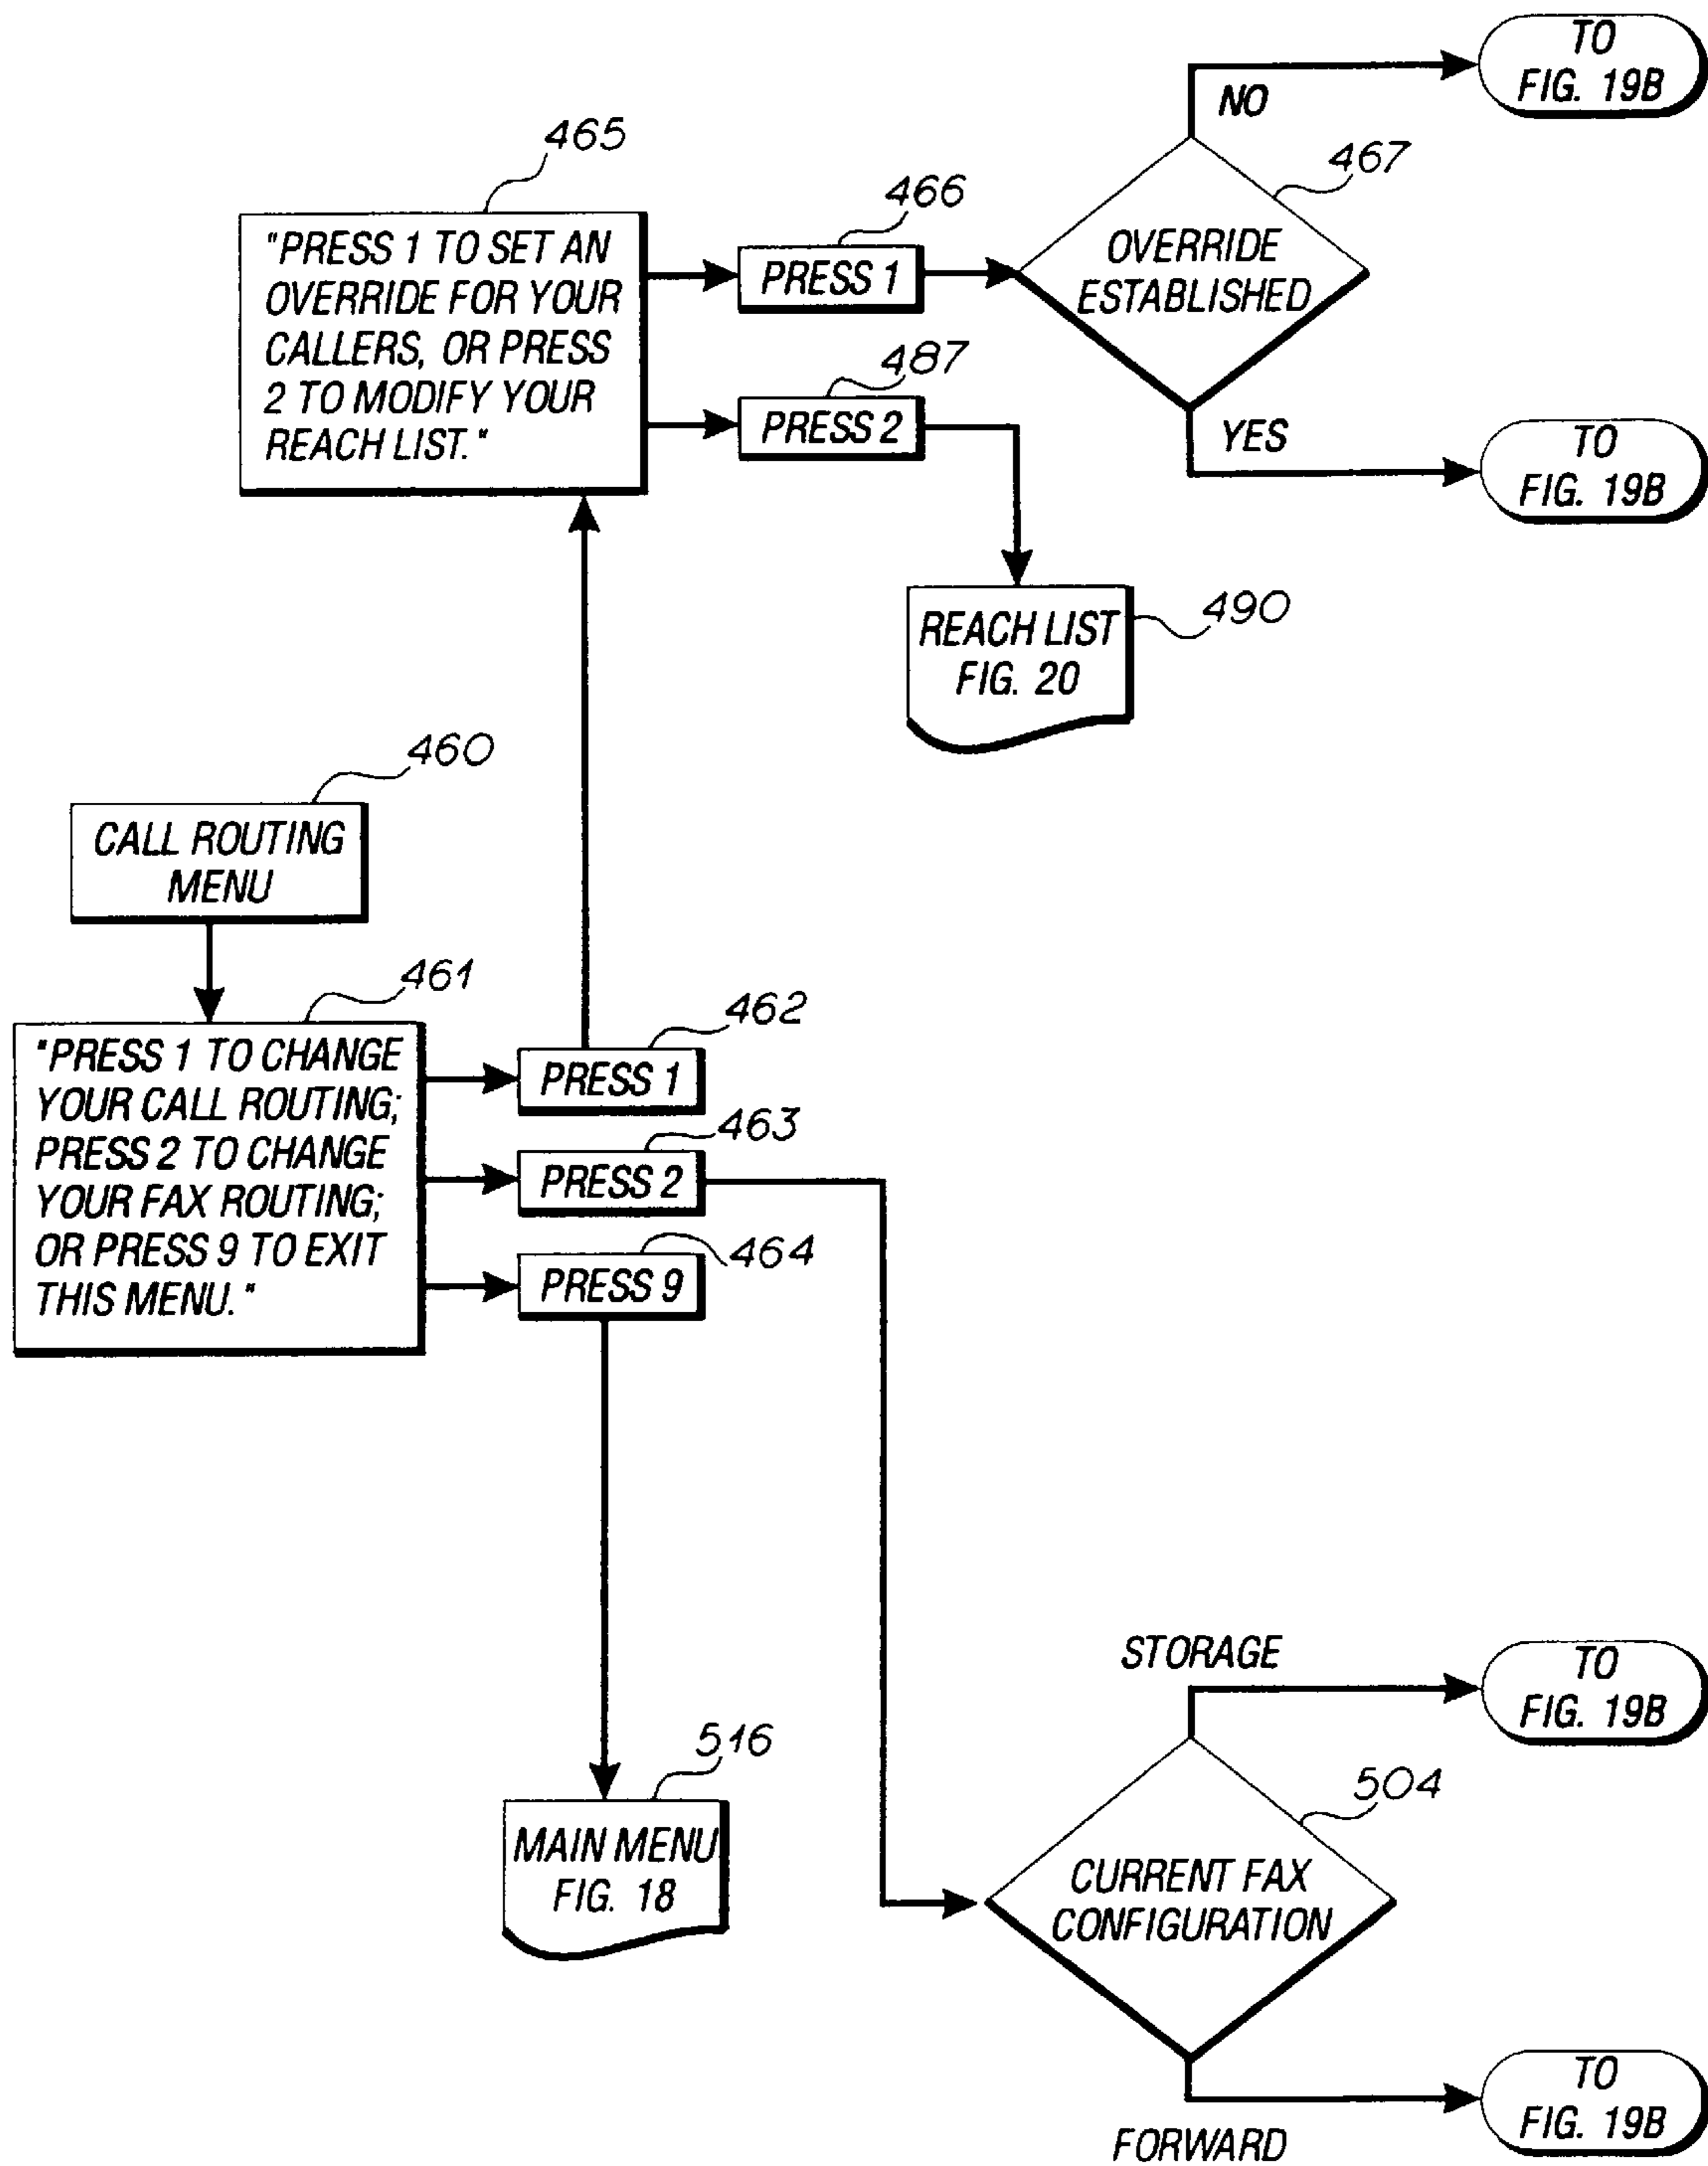 TO
FIG. 19B
NO
465
467
466
"PRESS 1 TO SET AN
OVERRIDE FOR YOUR
CALLERS, OR PRESS
2 TO MODIFY YOUR
REACH LIST."
PRESS 1
OVERRIDE
ESTABLISHED
487
PRESS 2
YES
TO
FIG. 19B
REACH LIST
FIG. 20
490
460
CALL ROUTING
MENU
461
"PRESS 1 TO CHANGE
YOUR CALL ROUTING;
PRESS 2 TO CHANGE
YOUR FAX ROUTING;
OR PRESS 9 TO EXIT
THIS MENU."
462
PRESS 1
463
PRESS 2
464
PRESS 9
STORAGE
TO
FIG. 19B
516
504
MAIN MENU
FIG. 18
CURRENT FAX
CONFIGURATION
TO
FIG. 19B
FORWARD